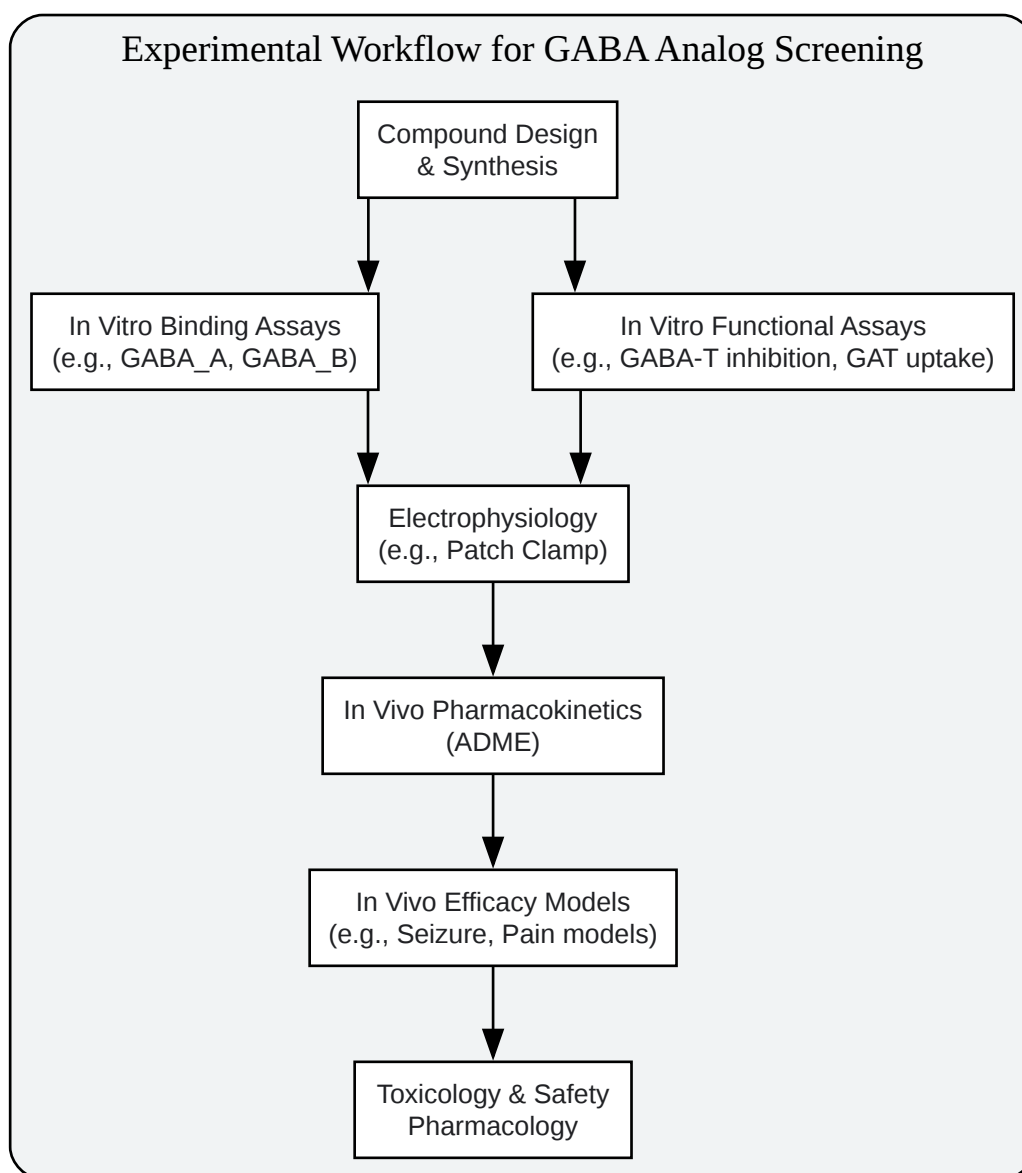 Experimental Workflow for GABA Analog Screening
Compound Design
& Synthesis
In Vitro Binding Assays
(e.g., GABA_A, GABA_B)
In Vitro Functional Assays
(e.g., GABA-T inhibition, GAT uptake)
Electrophysiology
(e.g., Patch Clamp)
In Vivo Pharmacokinetics
(ADME)
In Vivo Efficacy Models
(e.g., Seizure, Pain models)
Toxicology & Safety
Pharmacology